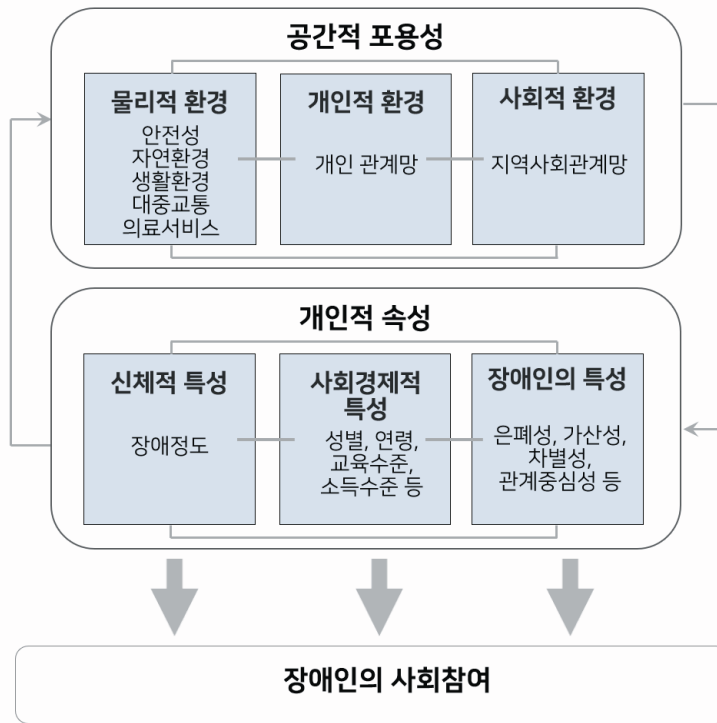 공간적 포용성
물리적 환경
안전성
자연환경
생활환경
대중교통
의료서비스
개인적 환경
개인 관계망
사회적 환경
지역사회관계망
개인적 속성
신체적 특성
장애정도
사회경제적
특성
성별, 연령,
교육수준,
소득수준 등
장애인의 특성
은폐성, 가산성,
차별성,
관계중심성 등
장애인의 사회참여